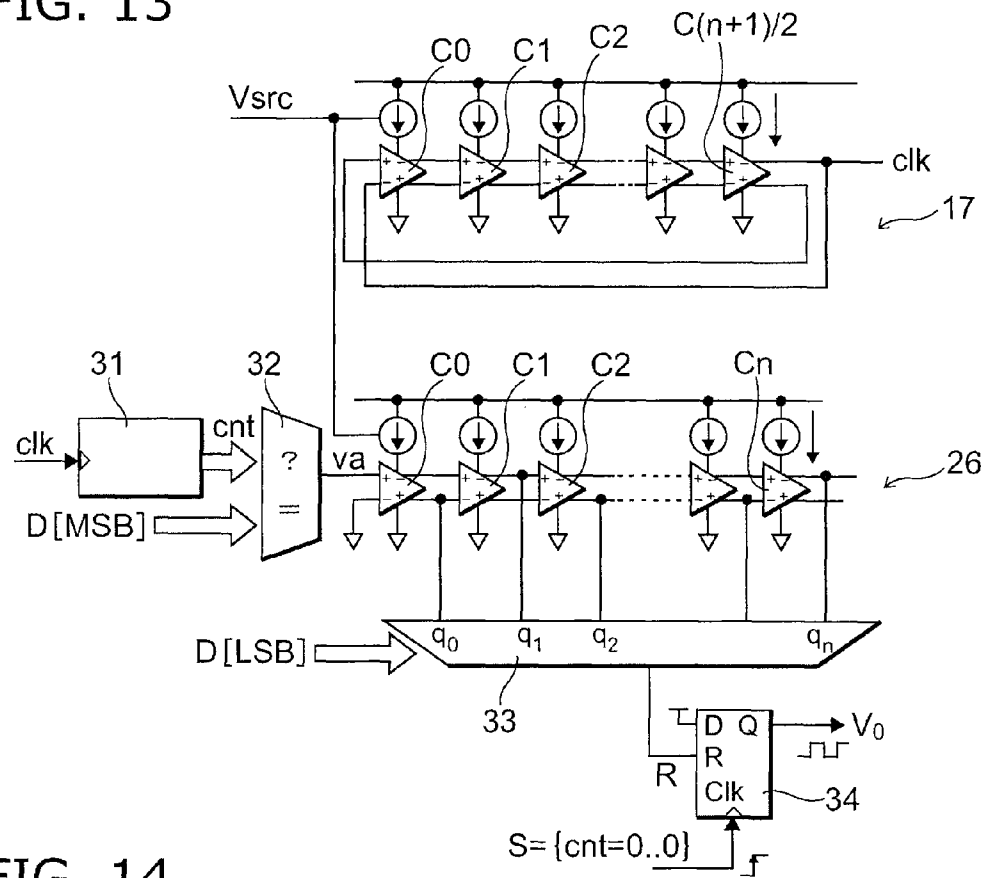 FIG. 13
C(n+1)/2
C0 C1 C2
Vsrc
+ + + + + + + −
− + − + − + − + − +
clk
17
31 32 C0 C1 C2 Cn
clk cnt ? va
=
+ − + − + − + − + −
− + − + − + − + − +
26
D[MSB]
q0 q1 q2 qn
D[LSB]
33
D Q V0
R
R
Clk 34
S={cnt=0..0}
FIG. 14